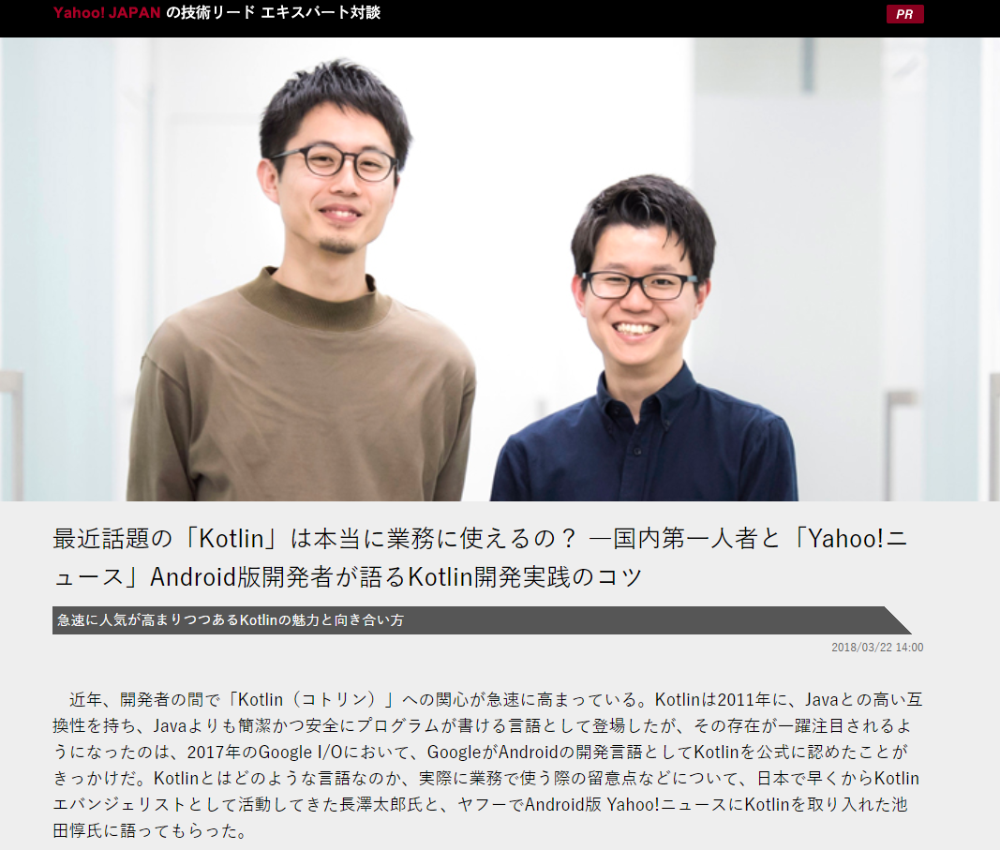 Yahoo! JAPAN の技術リード エキスパート対談
PR
最近話題の「Kotlin」は本当に業務に使えるの？ ―国内第一人者と「Yahoo!ニ
ュース」Android版開発者が語るKotlin開発実践のコツ
急速に人気が高まりつつあるKotlinの魅力と向き合い方
2018/03/22 14:00
近年、開発者の間で「Kotlin（コトリン）」への関心が急速に高まっている。Kotlinは2011年に、Javaとの高い互
換性を持ち、Javaよりも簡潔かつ安全にプログラムが書ける言語として登場したが、その存在が一躍注目されるよ
うになったのは、2017年のGoogle I/Oにおいて、GoogleがAndroidの開発言語としてKotlinを公式に認めたことが
きっかけだ。Kotlinとはどのような言語なのか、実際に業務で使う際の留意点などについて、日本で早くからKotlin
エバンジェリストとして活動してきた長澤太郎氏と、ヤフーでAndroid版 Yahoo!ニュースにKotlinを取り入れた池
田惇氏に語ってもらった。